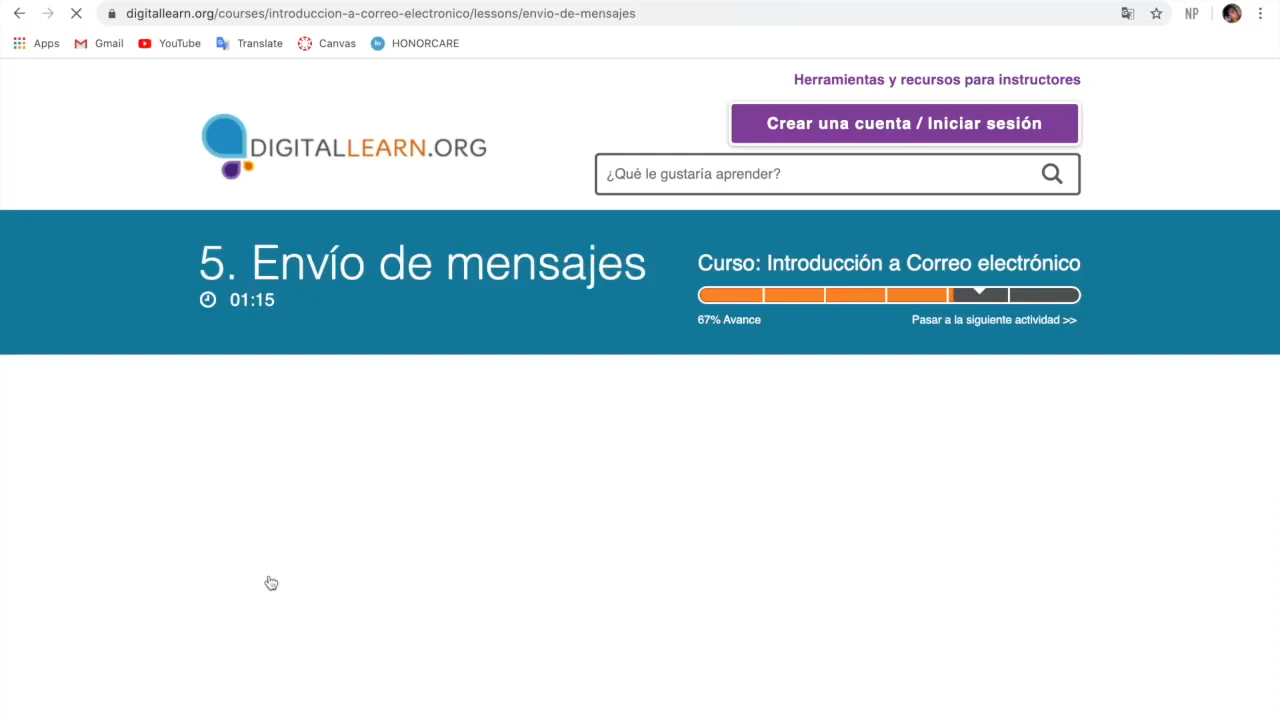 digitallearn.org/courses/introduccion-a-correo-electronico/lessons/envio-de-mensajes
NP
Apps Gmail YouTube Translate Canvas hc HONORCARE
Herramientas y recursos para instructores
Crear una cuenta / Iniciar sesión
DIGITALLEARN.ORG
¿Qué le gustaría aprender?
5. Envío de mensajes
Curso: Introducción a Correo electrónico
01:15
67% Avance
Pasar a la siguiente actividad >>